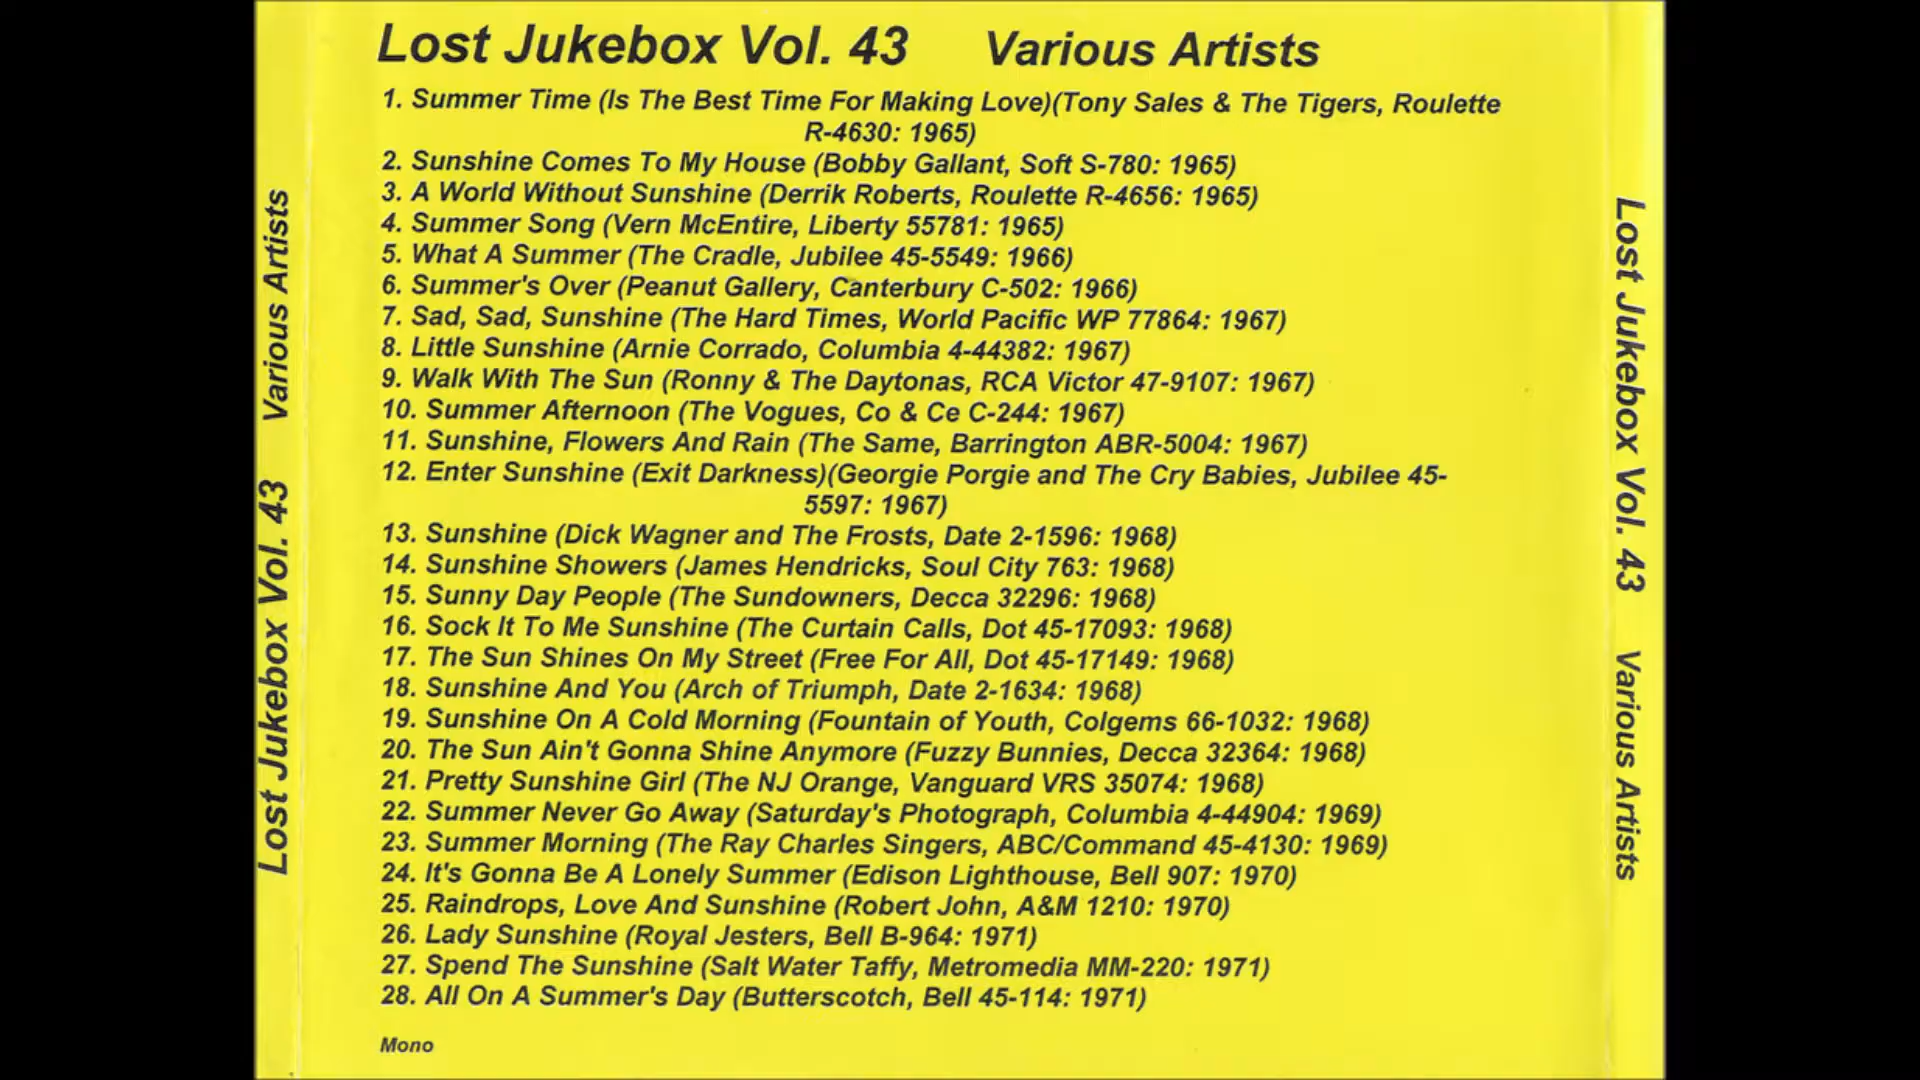 Lost Jukebox Vol. 43 Various Artists
1. Summer Time (Is The Best Time For Making Love)(Tony Sales & The Tigers, Roulette
R-4630: 1965)
2. Sunshine Comes To My House (Bobby Gallant, Soft S-780: 1965)
3. A World Without Sunshine (Derrik Roberts, Roulette R-4656: 1965)
4. Summer Song (Vern McEntire, Liberty 55781: 1965)
5. What A Summer (The Cradle, Jubilee 45-5549: 1966)
6. Summer's Over (Peanut Gallery, Canterbury C-502: 1966)
7. Sad, Sad, Sunshine (The Hard Times, World Pacific WP 77864: 1967)
8. Little Sunshine (Arnie Corrado, Columbia 4-44382: 1967)
9. Walk With The Sun (Ronny & The Daytonas, RCA Victor 47-9107: 1967)
10. Summer Afternoon (The Vogues, Co & Ce C-244: 1967)
11. Sunshine, Flowers And Rain (The Same, Barrington ABR-5004: 1967)
12. Enter Sunshine (Exit Darkness)(Georgie Porgie and The Cry Babies, Jubilee 45-
5597: 1967)
13. Sunshine (Dick Wagner and The Frosts, Date 2-1596: 1968)
14. Sunshine Showers (James Hendricks, Soul City 763: 1968)
15. Sunny Day People (The Sundowners, Decca 32296: 1968)
16. Sock It To Me Sunshine (The Curtain Calls, Dot 45-17093: 1968)
17. The Sun Shines On My Street (Free For All, Dot 45-17149: 1968)
18. Sunshine And You (Arch of Triumph, Date 2-1634: 1968)
19. Sunshine On A Cold Morning (Fountain of Youth, Colgems 66-1032: 1968)
20. The Sun Ain't Gonna Shine Anymore (Fuzzy Bunnies, Decca 32364: 1968)
21. Pretty Sunshine Girl (The NJ Orange, Vanguard VRS 35074: 1968)
22. Summer Never Go Away (Saturday's Photograph, Columbia 4-44904: 1969)
23. Summer Morning (The Ray Charles Singers, ABC/Command 45-4130: 1969)
24. It's Gonna Be A Lonely Summer (Edison Lighthouse, Bell 907: 1970)
25. Raindrops, Love And Sunshine (Robert John, A&M 1210: 1970)
26. Lady Sunshine (Royal Jesters, Bell B-964: 1971)
27. Spend The Sunshine (Salt Water Taffy, Metromedia MM-220: 1971)
28. All On A Summer's Day (Butterscotch, Bell 45-114: 1971)
Mono
Lost Jukebox Vol. 43 Various Artists
Lost Jukebox Vol. 43 Various Artists